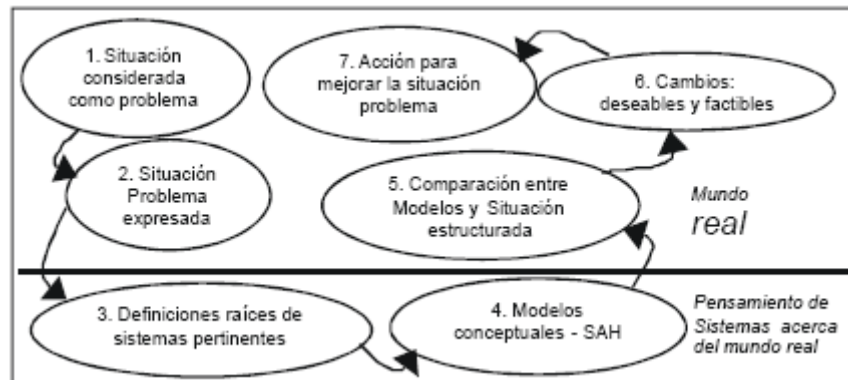 1. Situación
considerada
como problema
7. Acción para
mejorar la situación
problema
6. Cambios:
deseables y factibles
2. Situación
Problema
expresada
5. Comparación entre
Modelos y Situación
estructurada
Mundo
real
3. Definiciones raíces de
sistemas pertinentes
4. Modelos
conceptuales - SAH
Pensamiento de
Sistemas acerca
del mundo real